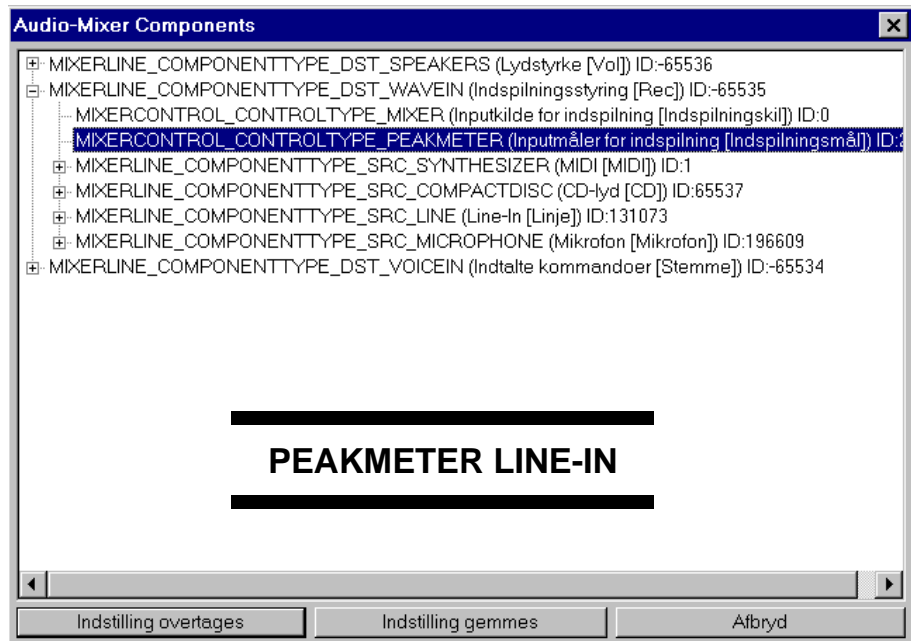 Audio-Mixer Components
MIXERLINE_COMPONENTTYPE_DST_SPEAKERS (Lydstyrke [Vol]) ID:-65536
MIXERLINE_COMPONENTTYPE_DST_WAVEIN (Indspilningsstyring [Rec]) ID:-65535
MIXERCONTROL_CONTROLTYPE_MIXER (Inputkilde for indspilning [Indspilningskil]) ID:0
MIXERCONTROL_CONTROLTYPE_PEAKMETER (Inputmåler for indspilning [Indspilningsmål]) ID:
MIXERLINE_COMPONENTTYPE_SRC_SYNTHESIZER (MIDI [MIDI]) ID:1
MIXERLINE_COMPONENTTYPE_SRC_COMPACTDISC (CD-lyd [CD]) ID:65537
MIXERLINE_COMPONENTTYPE_SRC_LINE (Line-In [Linje]) ID:131073
MIXERLINE_COMPONENTTYPE_SRC_MICROPHONE (Mikrofon [Mikrofon]) ID:196609
MIXERLINE_COMPONENTTYPE_DST_VOICEIN (Indtalte kommandoer [Stemme]) ID:-65534
PEAKMETER LINE-IN
Indstilling overtages
Indstilling gemmes
Afbryd